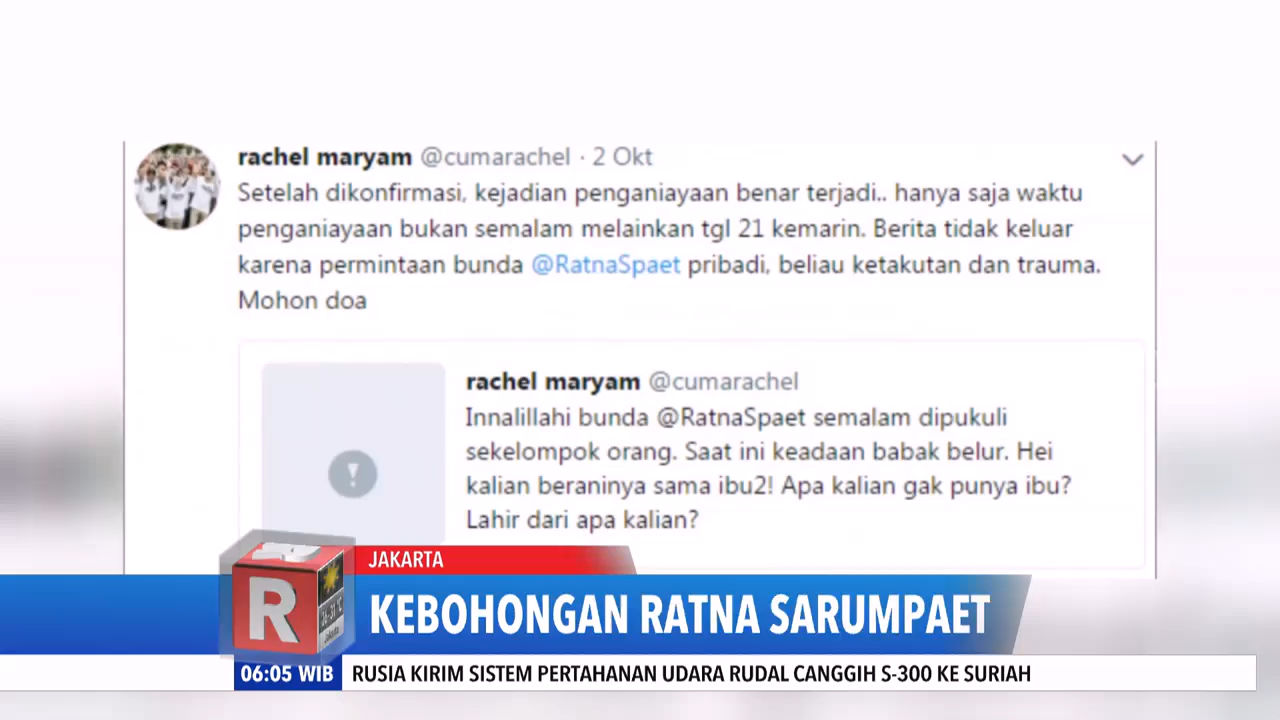 rachel maryam @cumarachel · 2 Okt
Setelah dikonfirmasi, kejadian penganiayaan benar terjadi.. hanya saja waktu
penganiayaan bukan semalam melainkan tgl 21 kemarin. Berita tidak keluar
karena permintaan bunda @RatnaSpaet pribadi, beliau ketakutan dan trauma.
Mohon doa
rachel maryam @cumarachel
Innalillahi bunda @RatnaSpaet semalam dipukuli
sekelompok orang. Saat ini keadaan babak belur. Hei
kalian beraninya sama ibu2! Apa kalian gak punya ibu?
Lahir dari apa kalian?
JAKARTA
R
Jakarta
KEBOHONGAN RATNA SARUMPAET
06:05 WIB
RUSIA KIRIM SISTEM PERTAHANAN UDARA RUDAL CANGGIH S-300 KE SURIAH